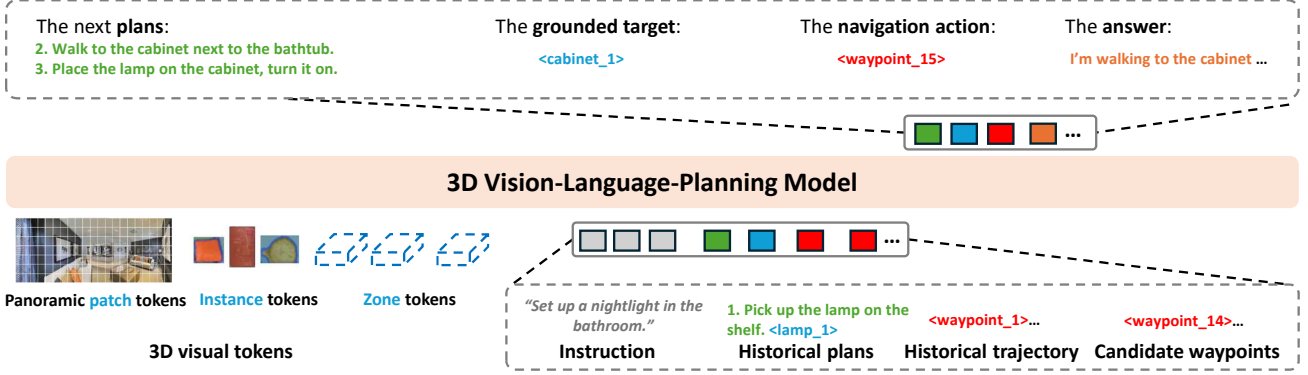 The next plans:
2. Walk to the cabinet next to the bathtub.
3. Place the lamp on the cabinet, turn it on.
The grounded target:
<cabinet_1>
The navigation action:
<waypoint_15>
The answer:
I'm walking to the cabinet ...
...
3D Vision-Language-Planning Model
...
Panoramic patch tokens
Instance tokens
Zone tokens
3D visual tokens
"Set up a nightlight in the
bathroom."
Instruction
1. Pick up the lamp on the
shelf. <lamp_1>
Historical plans
<waypoint_1>...
Historical trajectory
<waypoint_14>...
Candidate waypoints